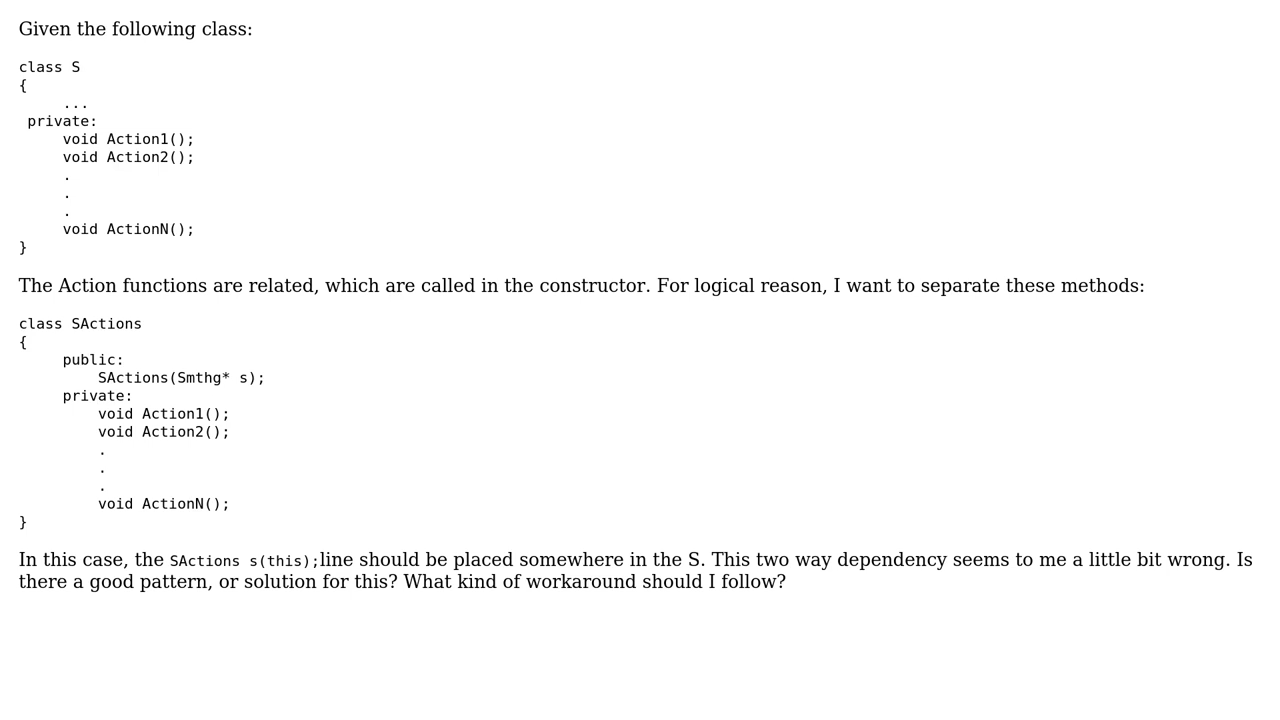 Given the following class:
class S
{
     ...
 private:
     void Action1();
     void Action2();
     .
     .
     .
     void ActionN();
}
The Action functions are related, which are called in the constructor. For logical reason, I want to separate these methods:
class SActions
{
     public:
         SActions(Smthg* s);
     private:
         void Action1();
         void Action2();
         .
         .
         .
         void ActionN();
}
In this case, the SActions s(this);line should be placed somewhere in the S. This two way dependency seems to me a little bit wrong. Is
there a good pattern, or solution for this? What kind of workaround should I follow?